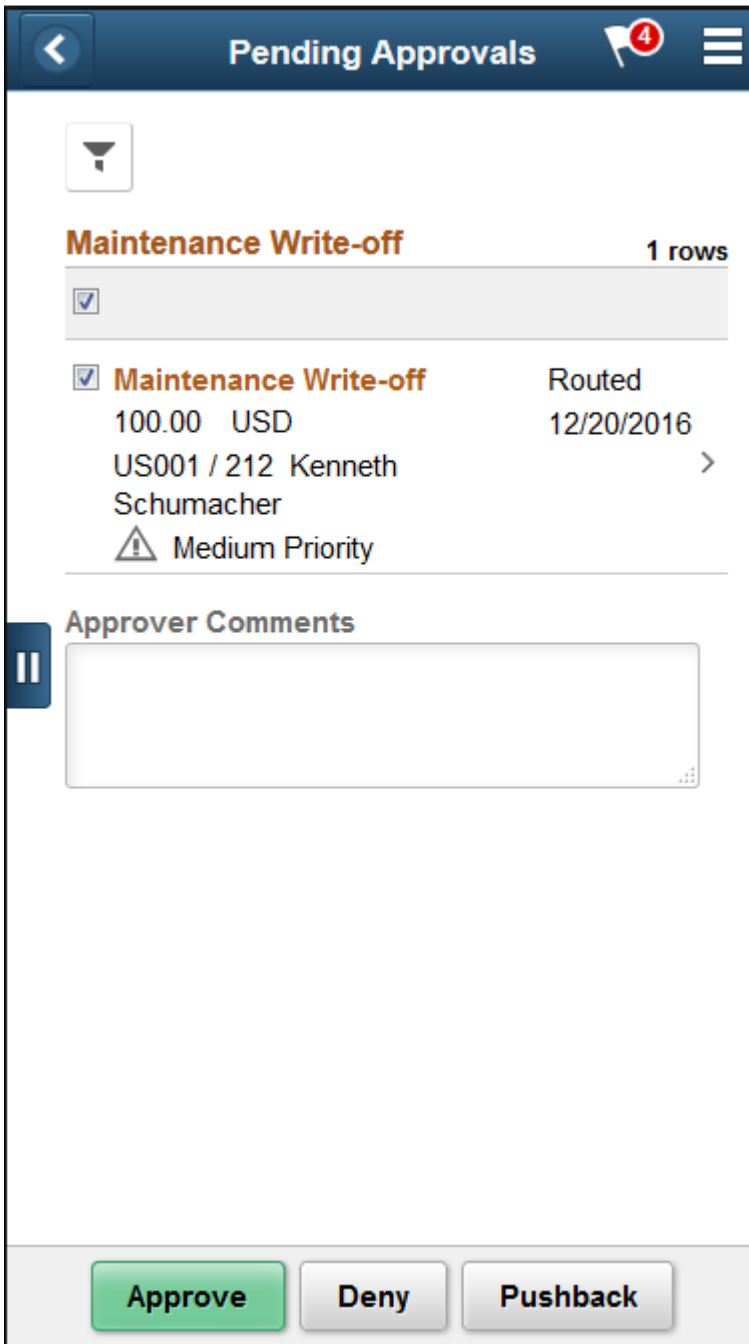 Pending Approvals
4
Maintenance Write-off
1 rows
Maintenance Write-off Routed
100.00 USD 12/20/2016
US001 / 212 Kenneth
Schumacher
Medium Priority
Approver Comments
Approve Deny Pushback